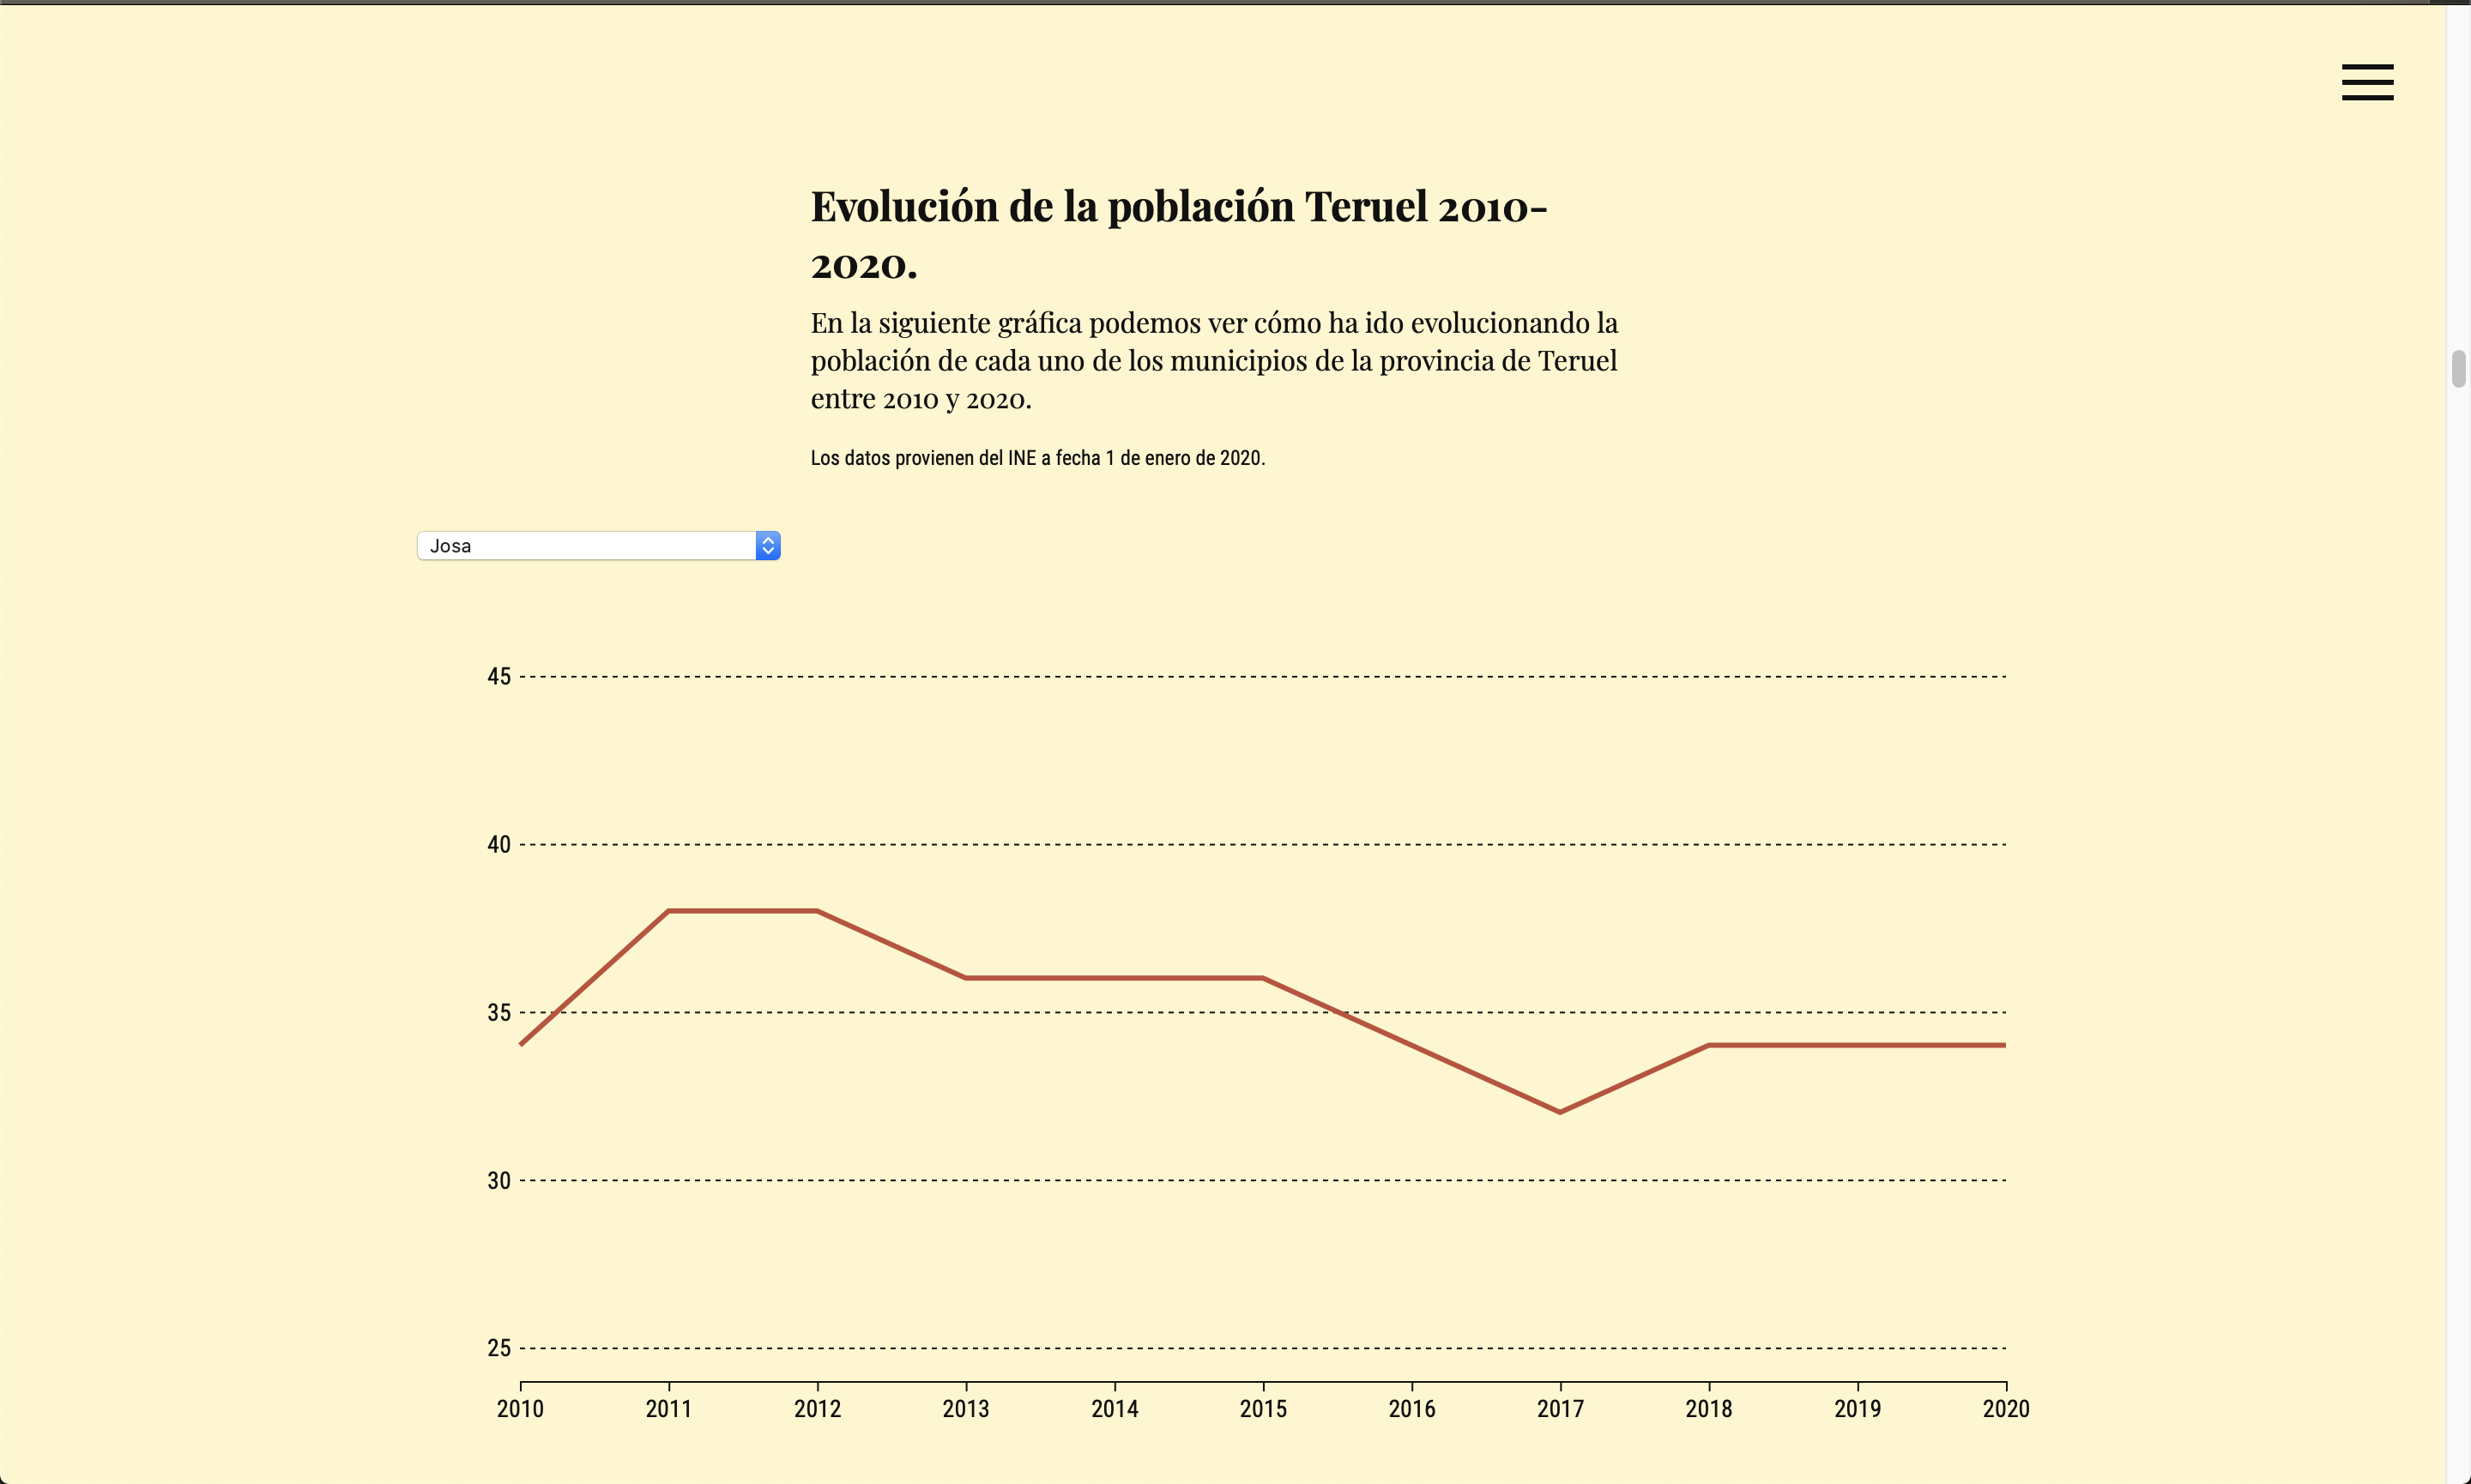 Evolución de la población Teruel 2010-
2020.
En la siguiente gráfica podemos ver cómo ha ido evolucionando la
población de cada uno de los municipios de la provincia de Teruel
entre 2010 y 2020.
Los datos provienen del INE a fecha 1 de enero de 2020.
Josa
45
40
35
30
25
2010 2011 2012 2013 2014 2015 2016 2017 2018 2019 2020